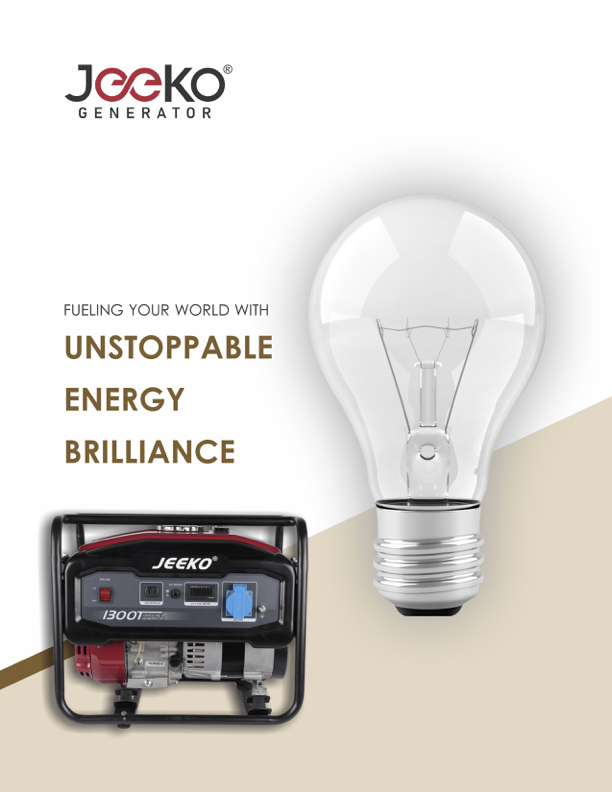 JEEKO®
GENERATOR
FUELING YOUR WORLD WITH
UNSTOPPABLE
ENERGY
BRILLIANCE
JEEKO®
1300T